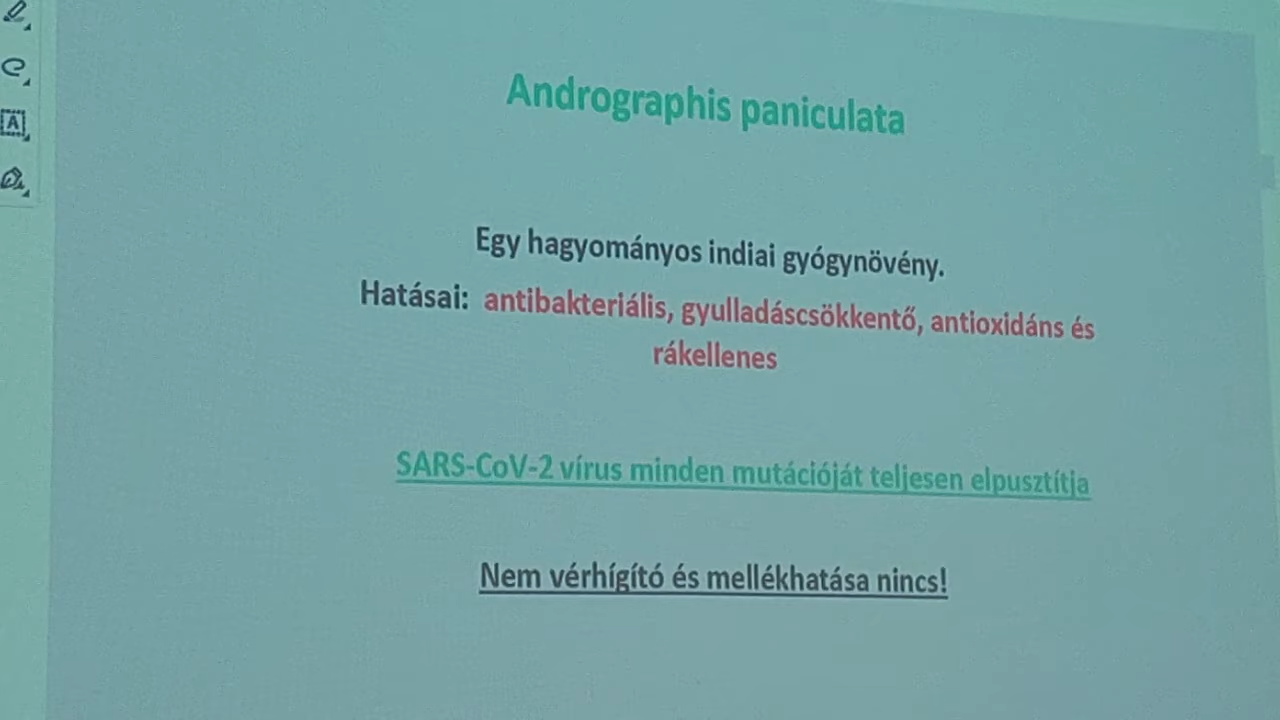 Andrographis paniculata
Egy hagyományos indiai gyógynövény.
Hatásai: antibakteriális, gyulladáscsökkentő, antioxidáns és
rákellenes
SARS-CoV-2 vírus minden mutációját teljesen elpusztítja
Nem vérhígító és mellékhatása nincs!